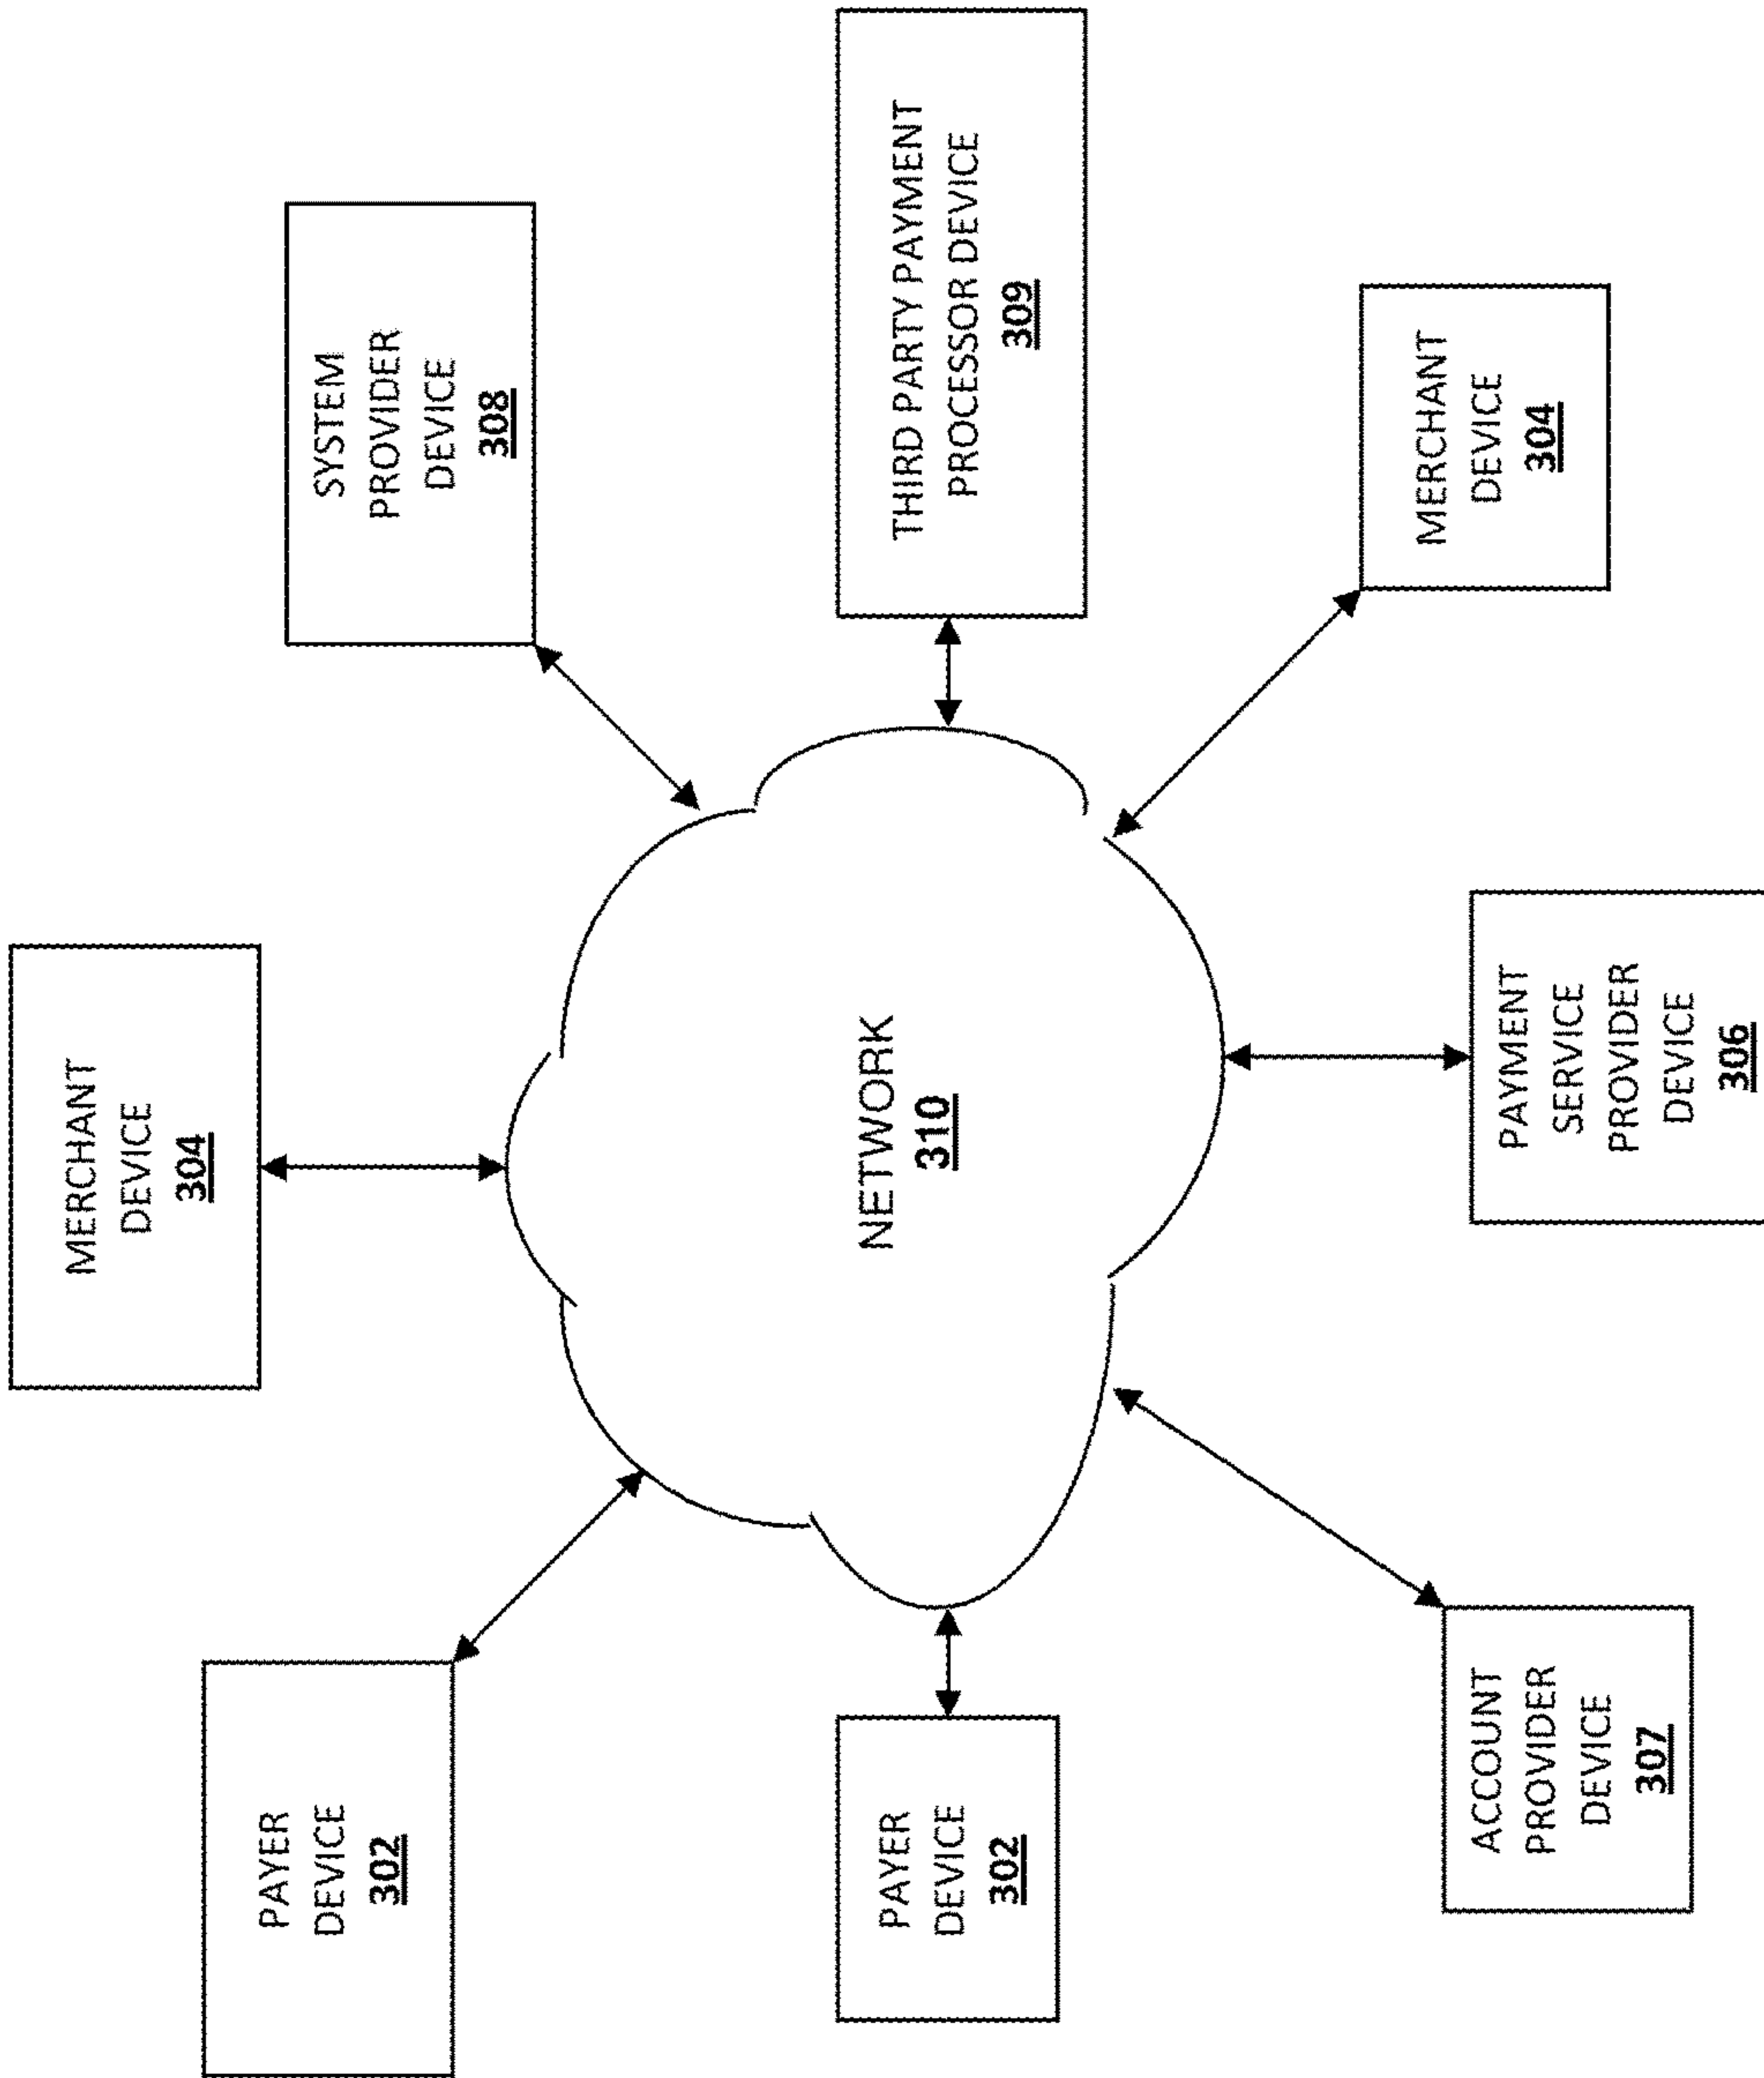 PAYER
DEVICE
302
MERCHANT
DEVICE
304
SYSTEM
PROVIDER
DEVICE
308
PAYER
DEVICE
302
NETWORK
310
THIRD PARTY PAYMENT
PROCESSOR DEVICE
309
ACCOUNT
PROVIDER
DEVICE
307
PAYMENT
SERVICE
PROVIDER
DEVICE
306
MERCHANT
DEVICE
304